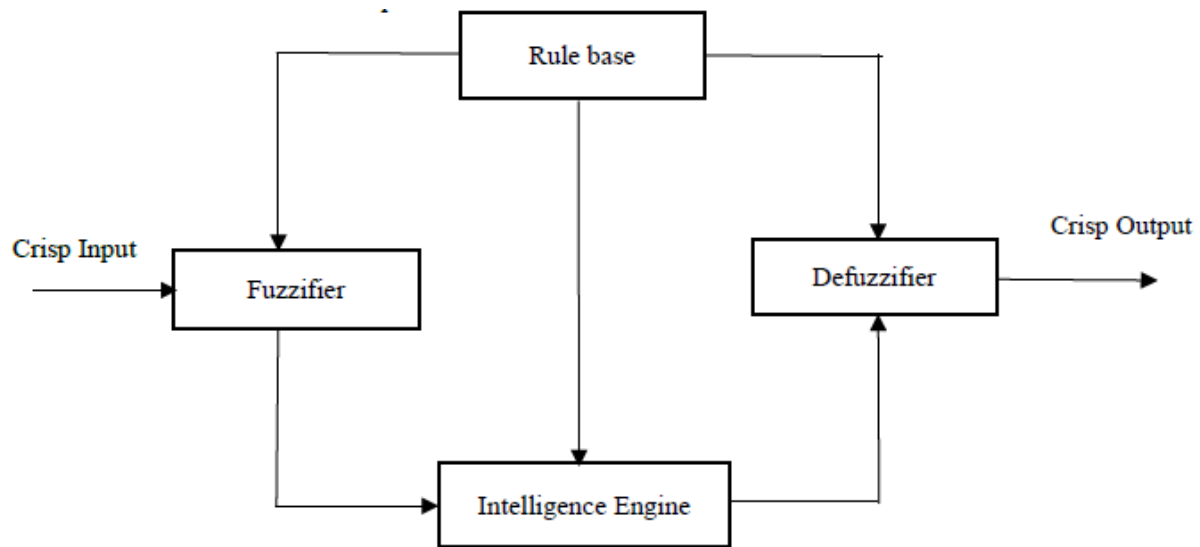 Rule base
Crisp Input
Crisp Output
Fuzzifier
Defuzzifier
Intelligence Engine